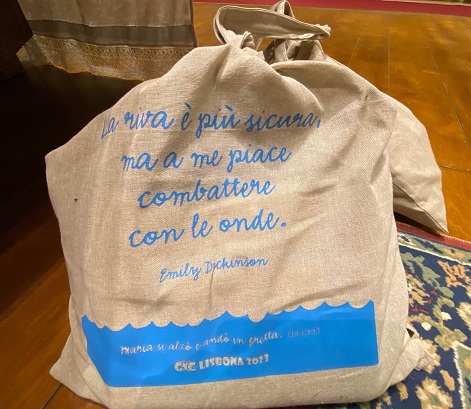 La riva è più sicura,
ma a me piace
combattere
con le onde.
Emily Dickinson
maria si alzò e andò in fretta.
GMG LISBONA 2023